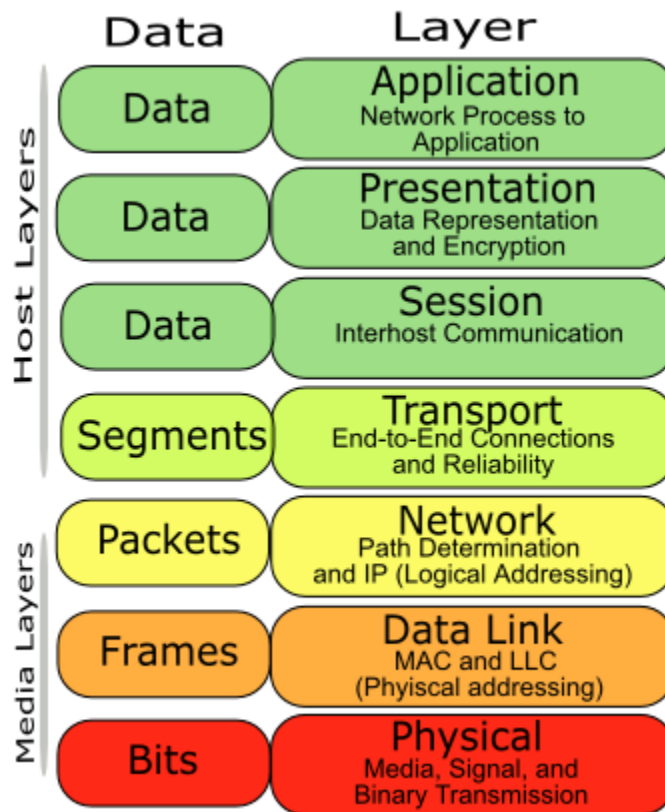 Data
Layer
Host Layers
Data
Application
Network Process to
Application
Data
Presentation
Data Representation
and Encryption
Data
Session
Interhost Communication
Segments
Transport
End-to-End Connections
and Reliability
Media Layers
Packets
Network
Path Determination
and IP (Logical Addressing)
Frames
Data Link
MAC and LLC
(Phyiscal addressing)
Bits
Physical
Media, Signal, and
Binary Transmission